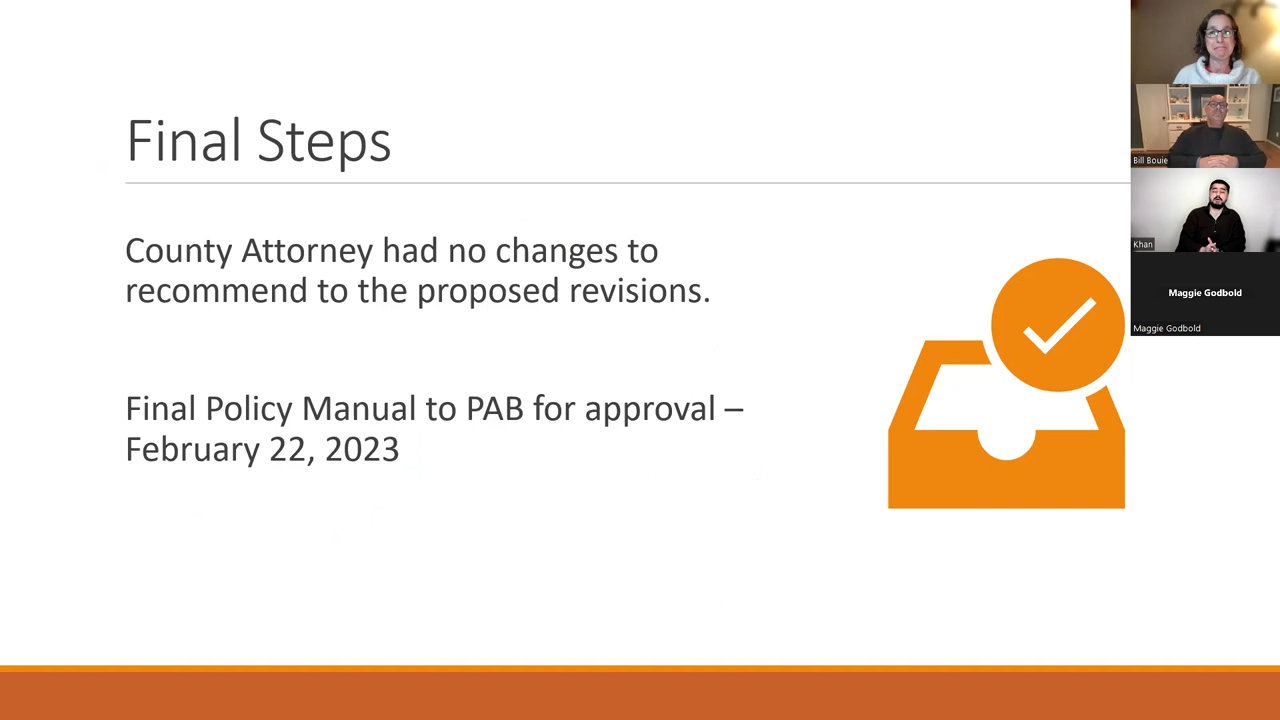 Final Steps
County Attorney had no changes to
recommend to the proposed revisions.
Final Policy Manual to PAB for approval –
February 22, 2023
Bill Bouie
Khan
Maggie Godbold
Maggie Godbold